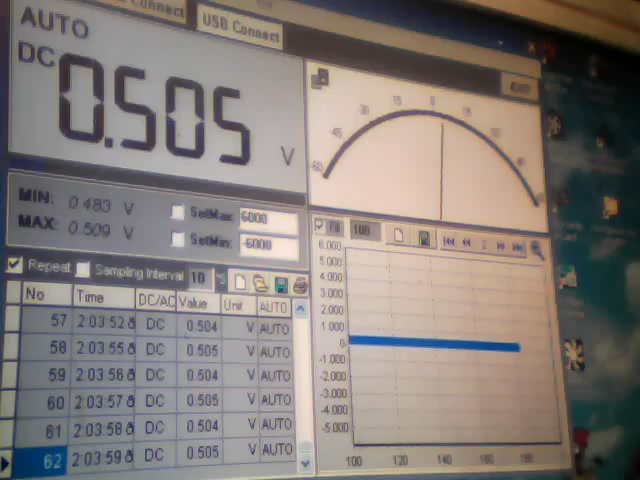 Connect
USB Connect
AUTO
DC
0.505
V
MIN: 0.483 V
MAX: 0.509 V
SetMax: 6000
SetMin: -6000
Repeat Sampling Interval 10
No Time DC/AC Value Unit AUTO
57 2:03:52 DC 0.504 V AUTO
58 2:03:55 DC 0.505 V AUTO
59 2:03:56 DC 0.504 V AUTO
60 2:03:57 DC 0.505 V AUTO
61 2:03:58 DC 0.504 V AUTO
62 2:03:59 DC 0.505 V AUTO
60 45 30 15 0 15
100
6.000
5.000
4.000
3.000
2.000
1.000
0
-1.000
-2.000
-3.000
-4.000
-5.000
100 120 140 160 180